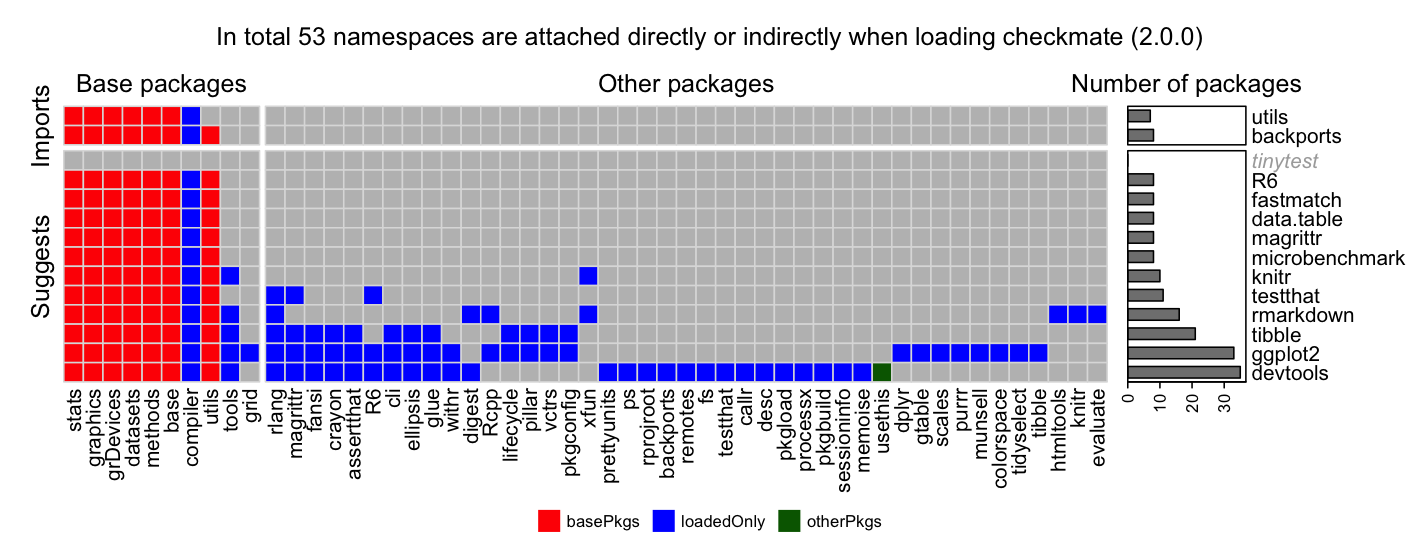 In total 53 namespaces are attached directly or indirectly when loading checkmate (2.0.0)
Base packages
Other packages
Number of packages
Imports
utils
backports
Suggests
tinytest
R6
fastmatch
data.table
magrittr
microbenchmark
knitr
testthat
rmarkdown
tibble
ggplot2
devtools
0
10
20
30
stats
graphics
grDevices
datasets
methods
base
compiler
utils
tools
grid
rlang
magrittr
fansi
crayon
assertthat
R6
cli
ellipsis
glue
withr
digest
Rcpp
lifecycle
pillar
vctrs
pkgconfig
xfun
prettyunits
ps
rprojroot
backports
remotes
fs
testthat
callr
desc
pkgload
processx
pkgbuild
sessioninfo
memoise
usethis
dplyr
gtable
scales
purrr
munsell
colorspace
tidyselect
tibble
htmltools
knitr
evaluate
basePkgs
loadedOnly
otherPkgs